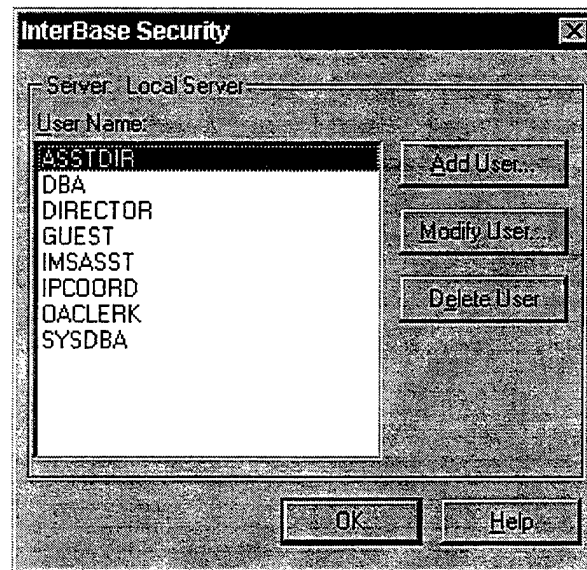 InterBase Security
Server: Local Server
User Name:
ASSTDIR
DBA
DIRECTOR
GUEST
IMSASST
IPCOORD
OACLERK
SYSDBA
Add User...
Modify User...
Delete User
OK
Help